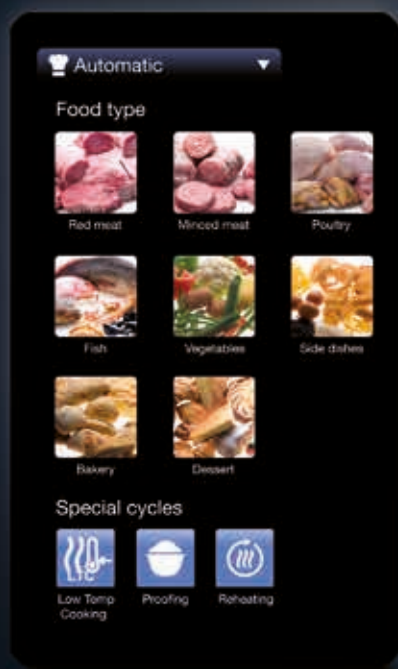 Automatic
Food type
Red meat
Minced meat
Poultry
Fish
Vegetables
Side dishes
Bakery
Dessert
Special cycles
Low Temp
Cooking
Proofing
Reheating